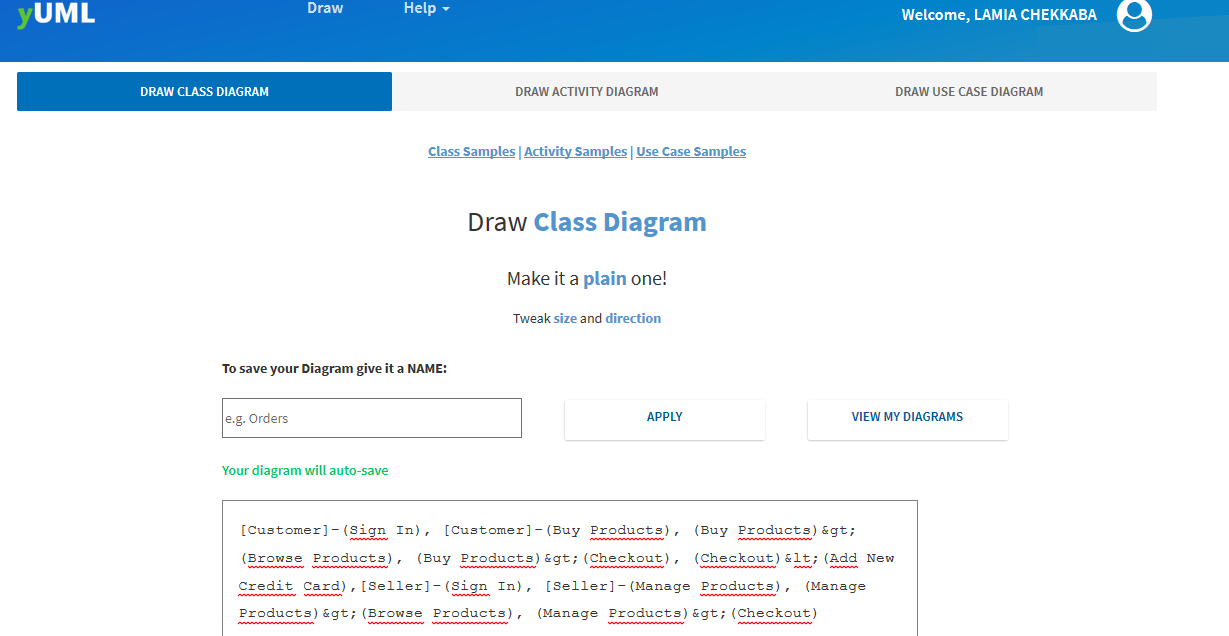 yUML Draw Help Welcome, LAMIA CHEKKABA
DRAW CLASS DIAGRAM DRAW ACTIVITY DIAGRAM DRAW USE CASE DIAGRAM
Class Samples | Activity Samples | Use Case Samples
Draw Class Diagram
Make it a plain one!
Tweak size and direction
To save your Diagram give it a NAME:
e.g. Orders APPLY VIEW MY DIAGRAMS
Your diagram will auto-save
[Customer]-(Sign In), [Customer]-(Buy Products), (Buy Products)&gt;
(Browse Products), (Buy Products)&gt;(Checkout), (Checkout)&lt;(Add New
Credit Card),[Seller]-(Sign In), [Seller]-(Manage Products), (Manage
Products)&gt;(Browse Products), (Manage Products)&gt;(Checkout)